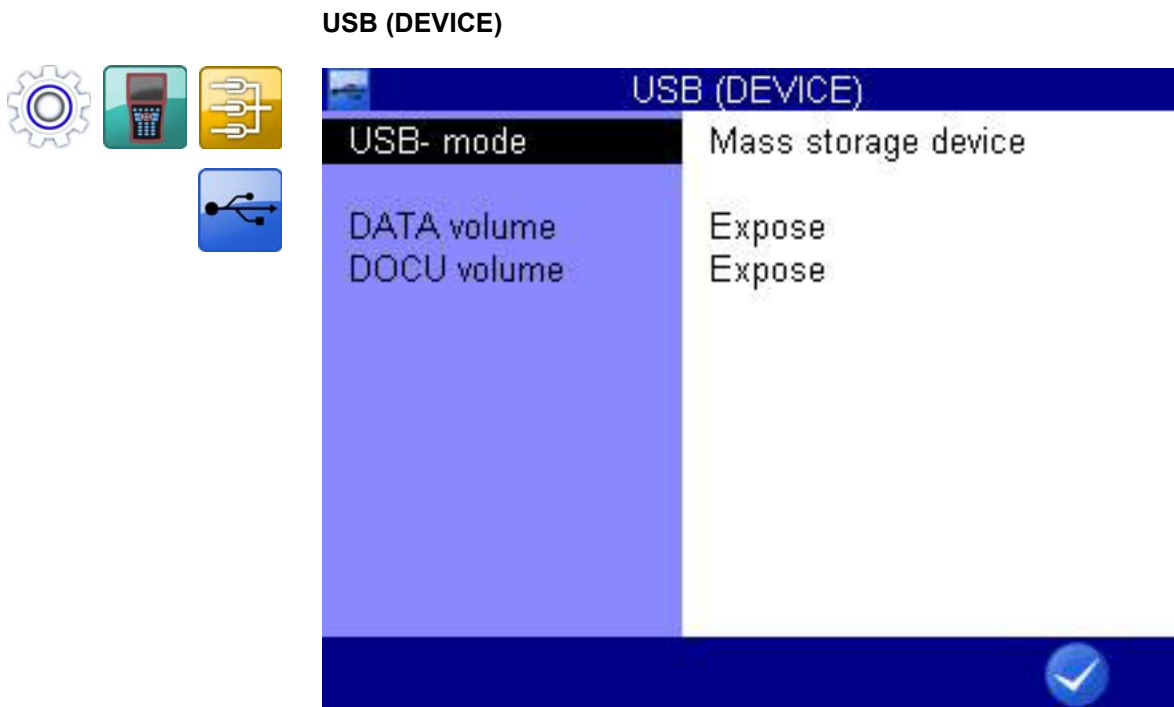 USB (DEVICE)
USB (DEVICE)
USB- mode Mass storage device
DATA volume Expose
DOCU volume Expose